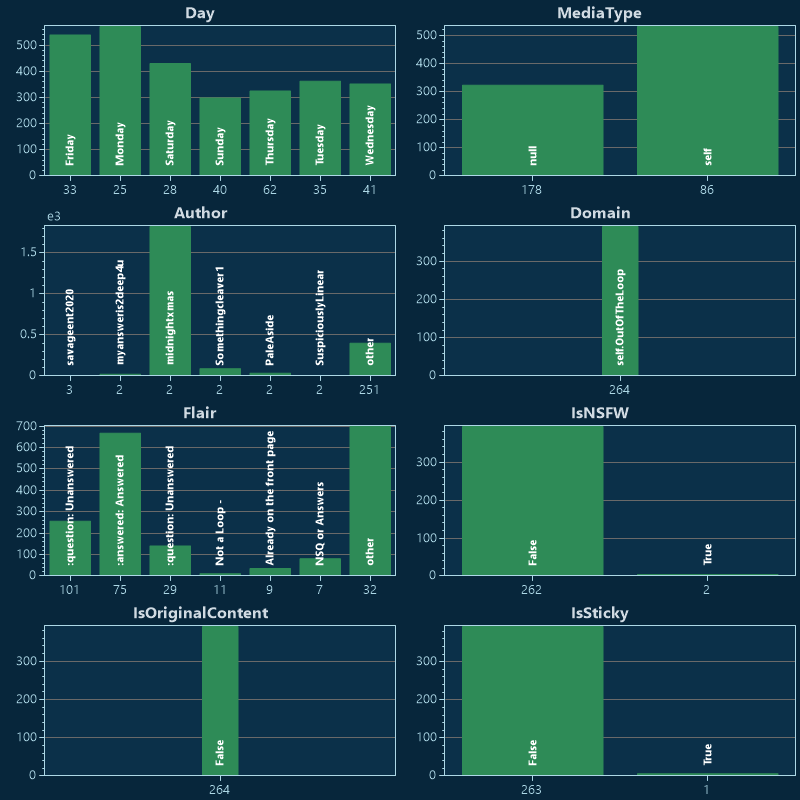 Day
500
400
300
200
100
0
Friday
Monday
Saturday
Sunday
Thursday
Tuesday
Wednesday
33 25 28 40 62 35 41
MediaType
500
400
300
200
100
0
null
self
178 86
Author
1e3
1.5
1
0.5
0
savageent2020
myansweris2deep4u
midnightxmas
Somethingcleaver1
PaleAside
SuspiciouslyLinear
other
3 2 2 2 2 2 251
Domain
300
200
100
0
self.OutOfTheLoop
264
Flair
700
600
500
400
300
200
100
0
:question: Unanswered
:answered: Answered
:question: Unanswered
Not a Loop -
Already on the front page
NSQ or Answers
other
101 75 29 11 9 7 32
IsNSFW
300
200
100
0
False
True
262 2
IsOriginalContent
300
200
100
0
False
264
IsSticky
300
200
100
0
False
True
263 1